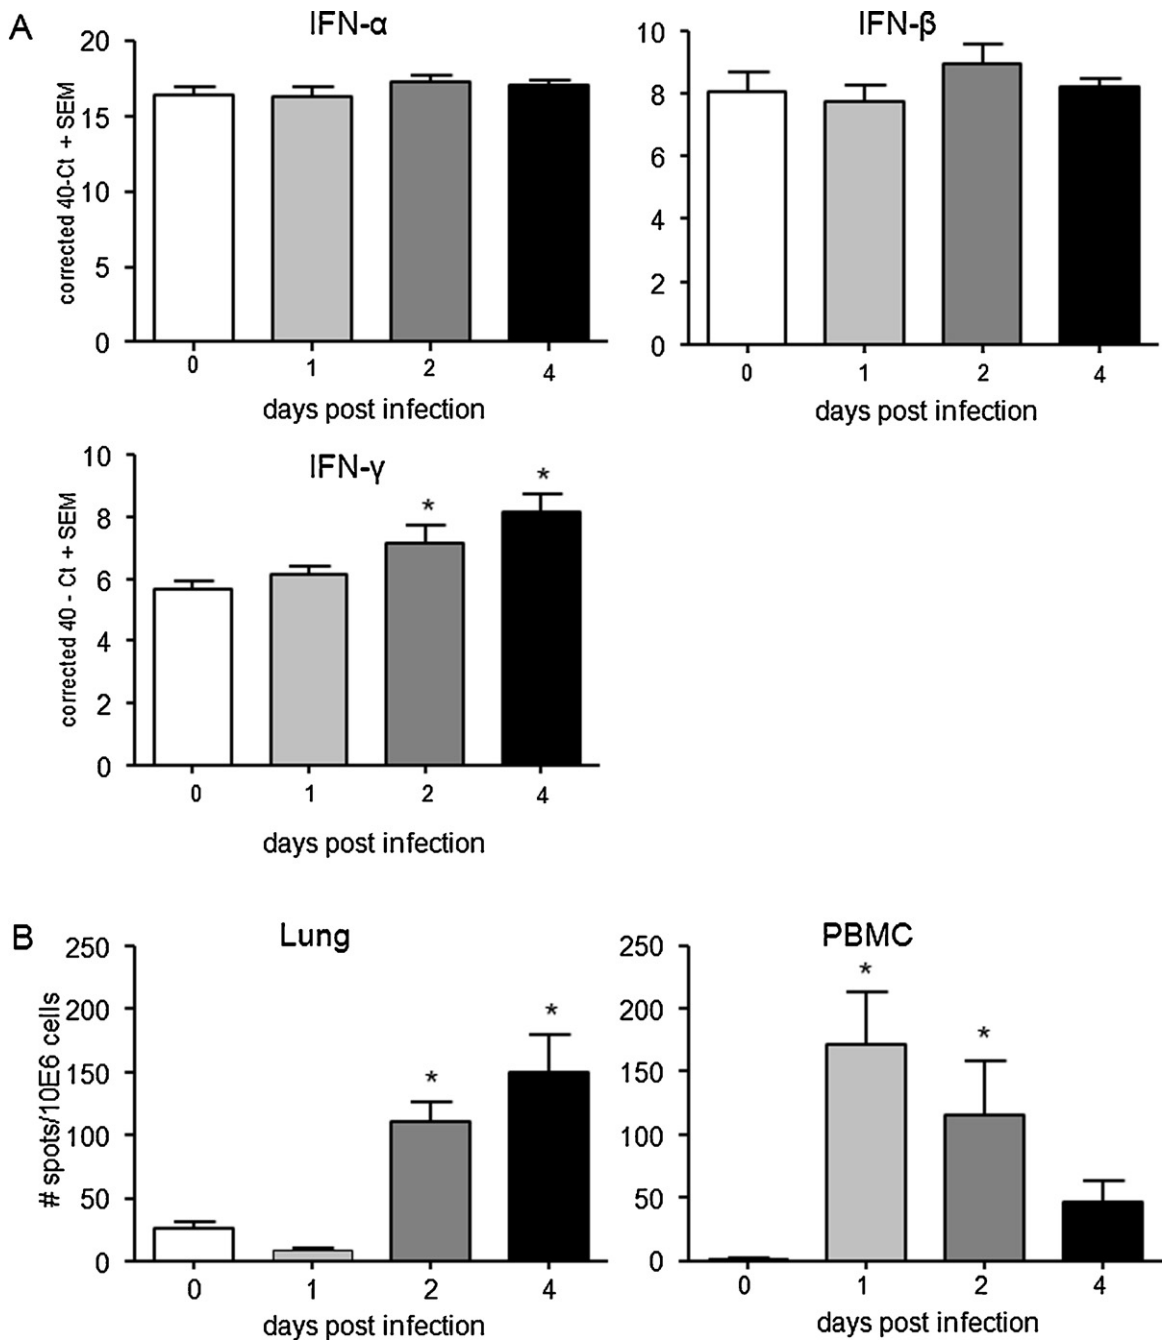 A
IFN-α
corrected 40-Ct + SEM
20
15
10
5
0
0 1 2 4
days post infection
IFN-β
10
8
6
4
2
0
0 1 2 4
days post infection
IFN-γ
corrected 40 - Ct + SEM
10
8
6
4
2
0
* *
0 1 2 4
days post infection
B
Lung
# spots/10E6 cells
250
200
150
100
50
0
* *
0 1 2 4
days post infection
PBMC
250
200
150
100
50
0
* *
0 1 2 4
days post infection